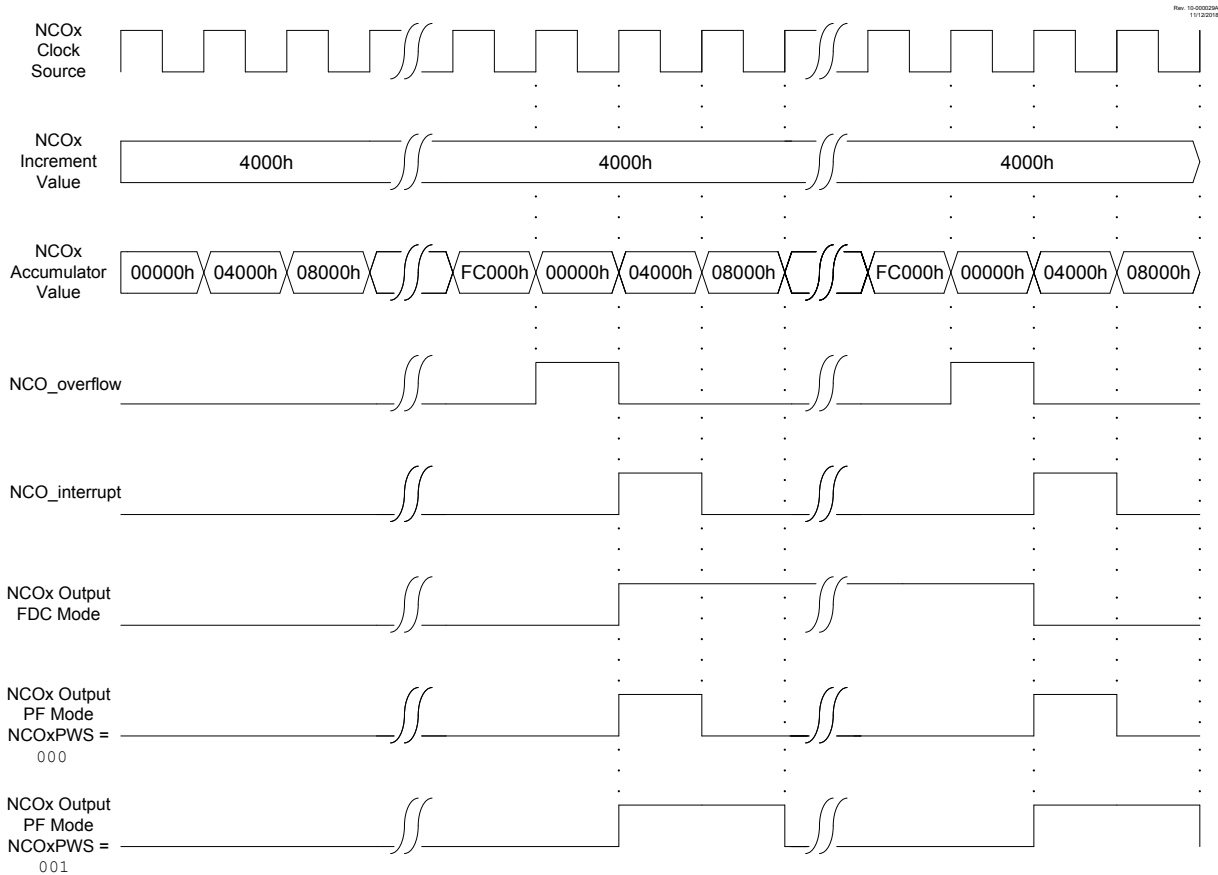 Rev. 10-000029A
11/12/2018
NCOx
Clock
Source
NCOx
Increment
Value
4000h
4000h
4000h
NCOx
Accumulator
Value
00000h 04000h 08000h FC000h 00000h 04000h 08000h FC000h 00000h 04000h 08000h
NCO_overflow
NCO_interrupt
NCOx Output
FDC Mode
NCOx Output
PF Mode
NCOxPWS =
000
NCOx Output
PF Mode
NCOxPWS =
001